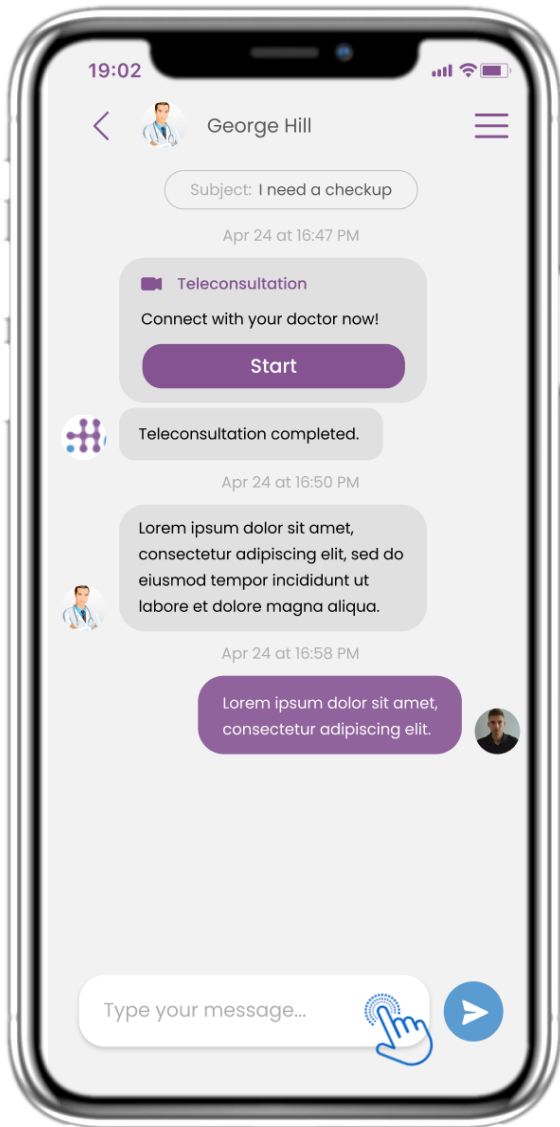 19:02
George Hill
Subject: I need a checkup
Apr 24 at 16:47 PM
Teleconsultation
Connect with your doctor now!
Start
Teleconsultation completed.
Apr 24 at 16:50 PM
Lorem ipsum dolor sit amet,
consectetur adipiscing elit, sed do
eiusmod tempor incididunt ut
labore et dolore magna aliqua.
Apr 24 at 16:58 PM
Lorem ipsum dolor sit amet,
consectetur adipiscing elit.
Type your message...